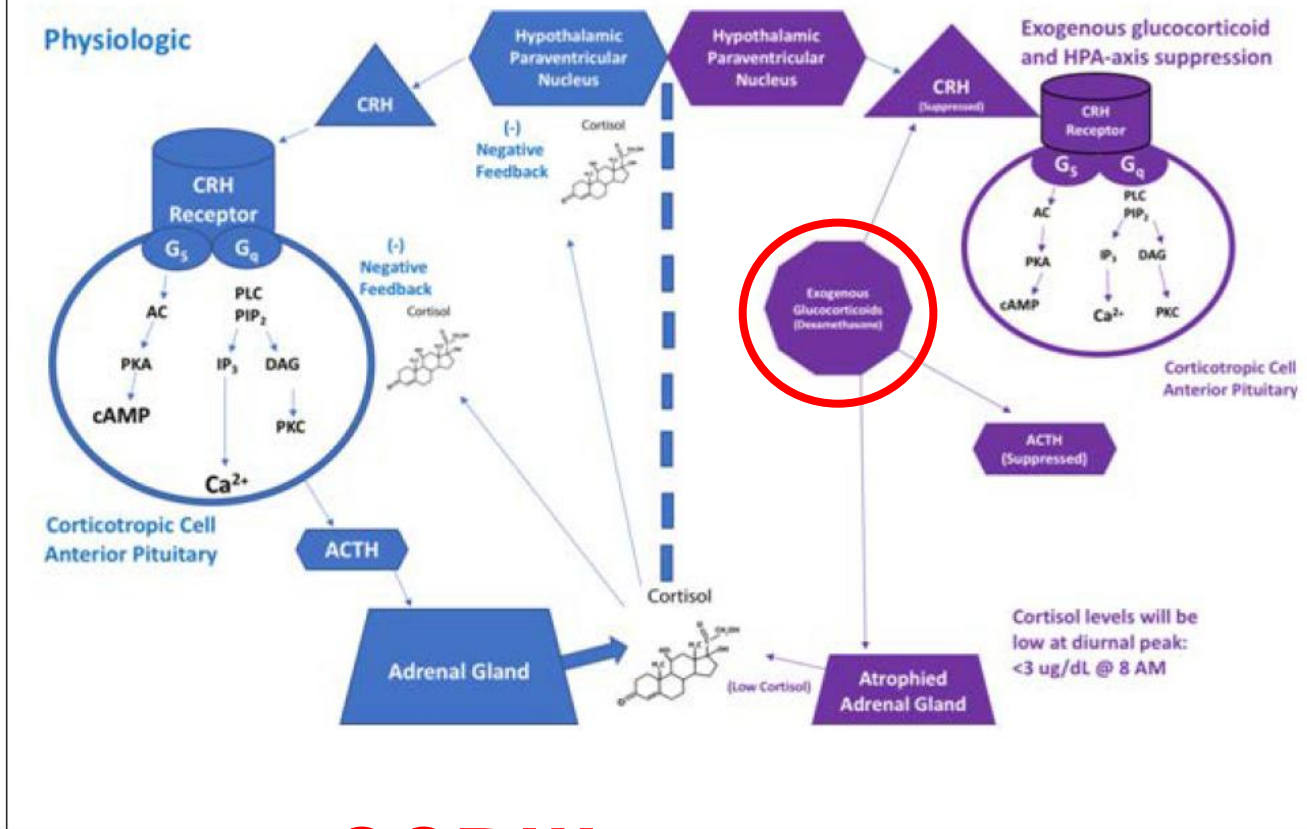 Physiologic
Hypothalamic
Paraventricular
Nucleus
Hypothalamic
Paraventricular
Nucleus
Exogenous glucocorticoid
and HPA-axis suppression
CRH
CRH
(Suppressed)
CRH
Receptor
(-)
Negative
Feedback
Cortisol
CRH
Receptor
Gs
Gq
Gs
Gq
AC
PKA
cAMP
PLC
PIP2
IP3
DAG
Ca2+
PKC
(-)
Negative
Feedback
Cortisol
AC
PKA
cAMP
PLC
PIP2
IP3
DAG
Ca2+
PKC
Exogenous
Glucocorticoids
(Dexamethasone)
Corticotropic Cell
Anterior Pituitary
ACTH
(Suppressed)
Corticotropic Cell
Anterior Pituitary
ACTH
Cortisol
Adrenal Gland
(Low Cortisol)
Atrophied
Adrenal Gland
Cortisol levels will be
low at diurnal peak:
<3 ug/dL @ 8 AM